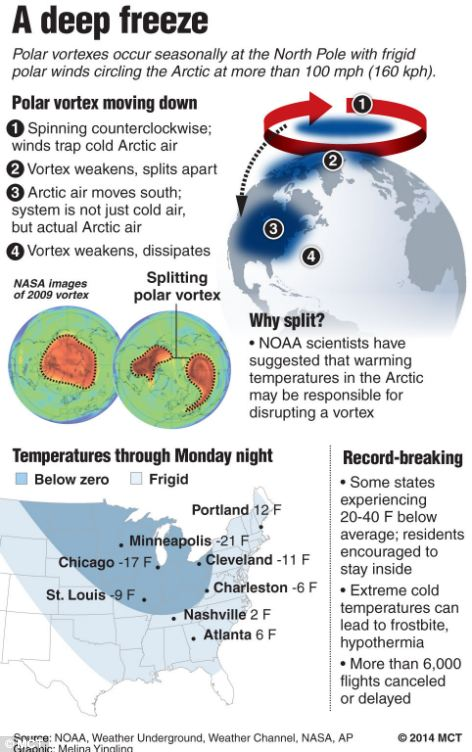 A deep freeze
Polar vortexes occur seasonally at the North Pole with frigid
polar winds circling the Arctic at more than 100 mph (160 kph).
Polar vortex moving down
1 Spinning counterclockwise;
winds trap cold Arctic air
2 Vortex weakens, splits apart
3 Arctic air moves south;
system is not just cold air,
but actual Arctic air
4 Vortex weakens, dissipates
1
2
3
4
NASA images
of 2009 vortex
Splitting
polar vortex
Why split?
• NOAA scientists have
suggested that warming
temperatures in the Arctic
may be responsible for
disrupting a vortex
Temperatures through Monday night
Below zero Frigid
Portland 12 F
Minneapolis -21 F
Chicago -17 F
Cleveland -11 F
St. Louis -9 F
Charleston -6 F
Nashville 2 F
Atlanta 6 F
Record-breaking
• Some states
experiencing
20-40 F below
average; residents
encouraged to
stay inside
• Extreme cold
temperatures can
lead to frostbite,
hypothermia
• More than 6,000
flights canceled
or delayed
Source: NOAA, Weather Underground, Weather Channel, NASA, AP
© 2014 MCT
Graphic: Melina Yingling